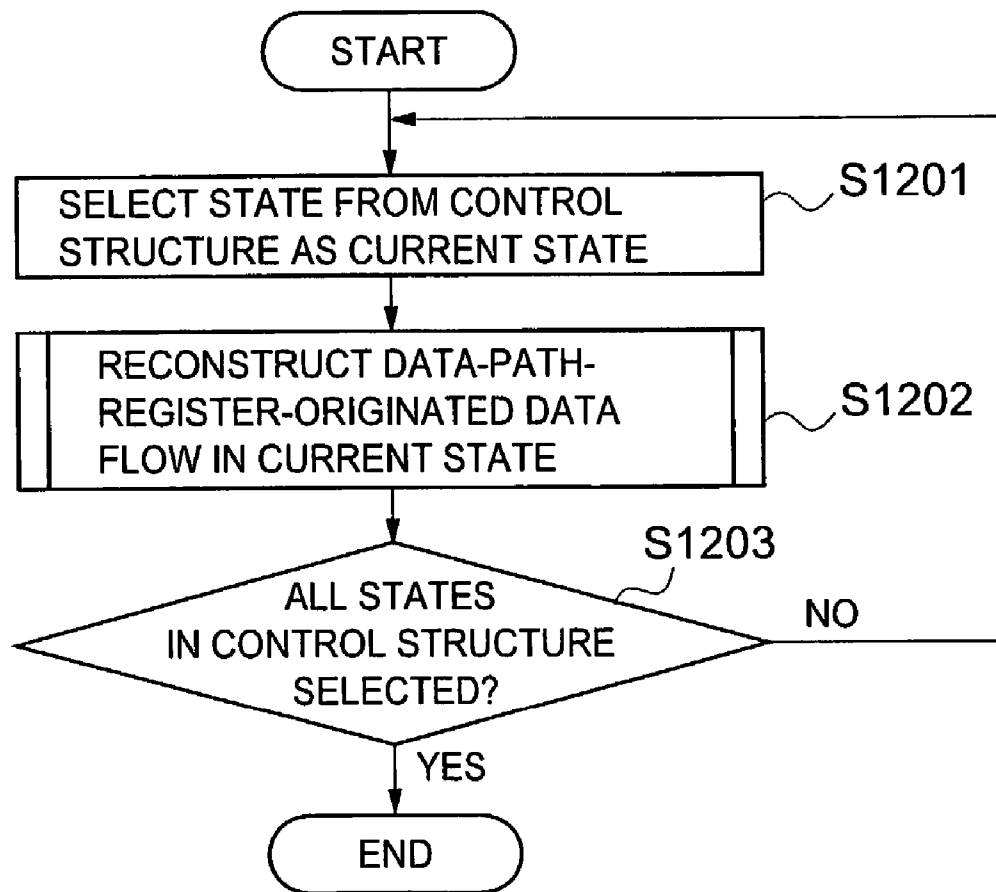 START
SELECT STATE FROM CONTROL
STRUCTURE AS CURRENT STATE
S1201
RECONSTRUCT DATA-PATH-
REGISTER-ORIGINATED DATA
FLOW IN CURRENT STATE
S1202
S1203
ALL STATES
IN CONTROL STRUCTURE
SELECTED?
NO
YES
END